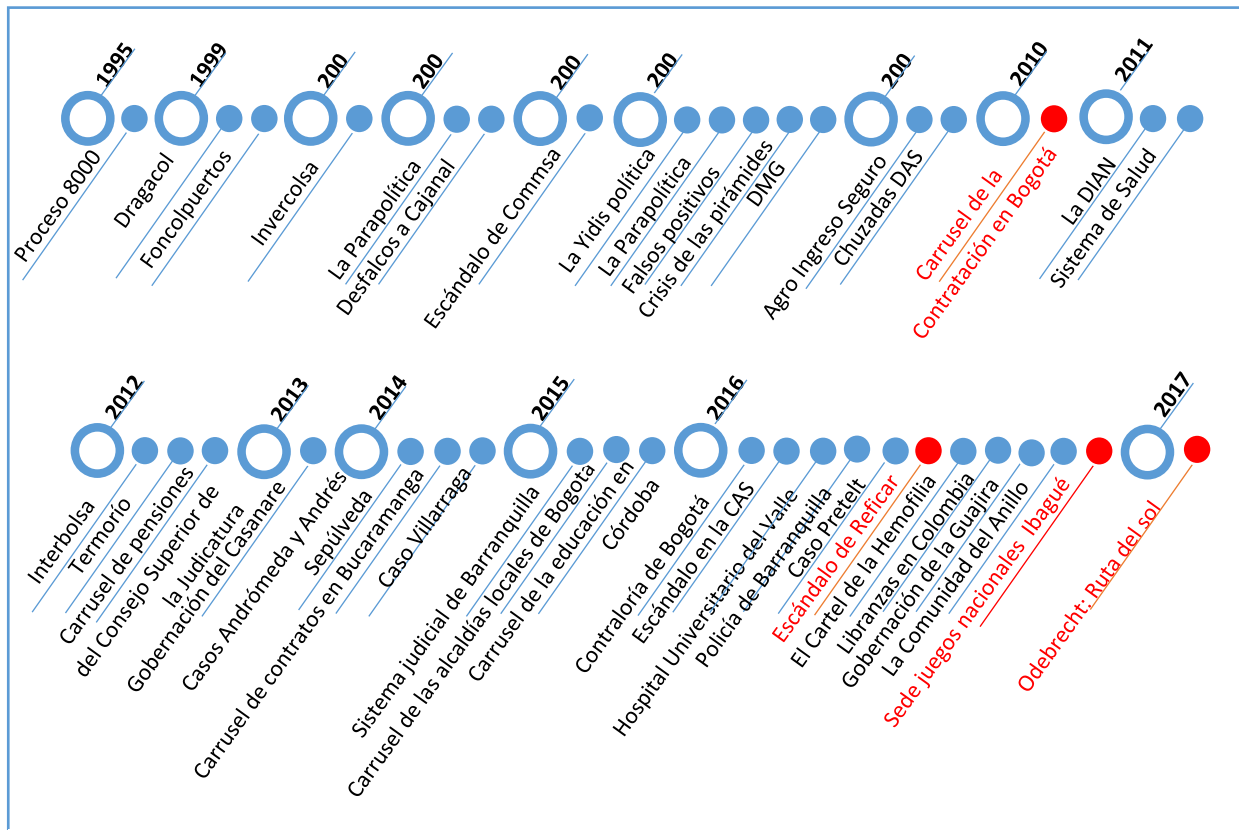 1995
Proceso 8000
1999
Dragacol
Foncolpuertos
200
Invercolsa
200
La Parapolítica
Desfalcos a Cajanal
200
Escándalo de Commsa
200
La Yidis política
La Parapolítica
Falsos positivos
Crisis de las pirámides
DMG
200
Agro Ingreso Seguro
Chuzadas DAS
2010
Carrusel de la
Contratación en Bogotá
2011
La DIAN
Sistema de Salud
2012
Interbolsa
Termorío
Carrusel de pensiones
del Consejo Superior de
la Judicatura
2013
Gobernación del Casanare
2014
Casos Andrómeda y Andrés
Sepúlveda
Carrusel de contratos en Bucaramanga
Caso Villarraga
2015
Sistema judicial de Barranquilla
Carrusel de las alcaldías locales de Bogota
Carrusel de la educación en
Córdoba
2016
Contraloría de Bogotá
Escándalo en la CAS
Hospital Universitario del Valle
Policía de Barranquilla
Caso Pretelt
Escándalo de Reficar
El Cartel de la Hemofilia
Libranzas en Colombia
Gobernación de la Guajira
La Comunidad del Anillo
Sede juegos nacionales Ibagué
2017
Odebrecht: Ruta del sol